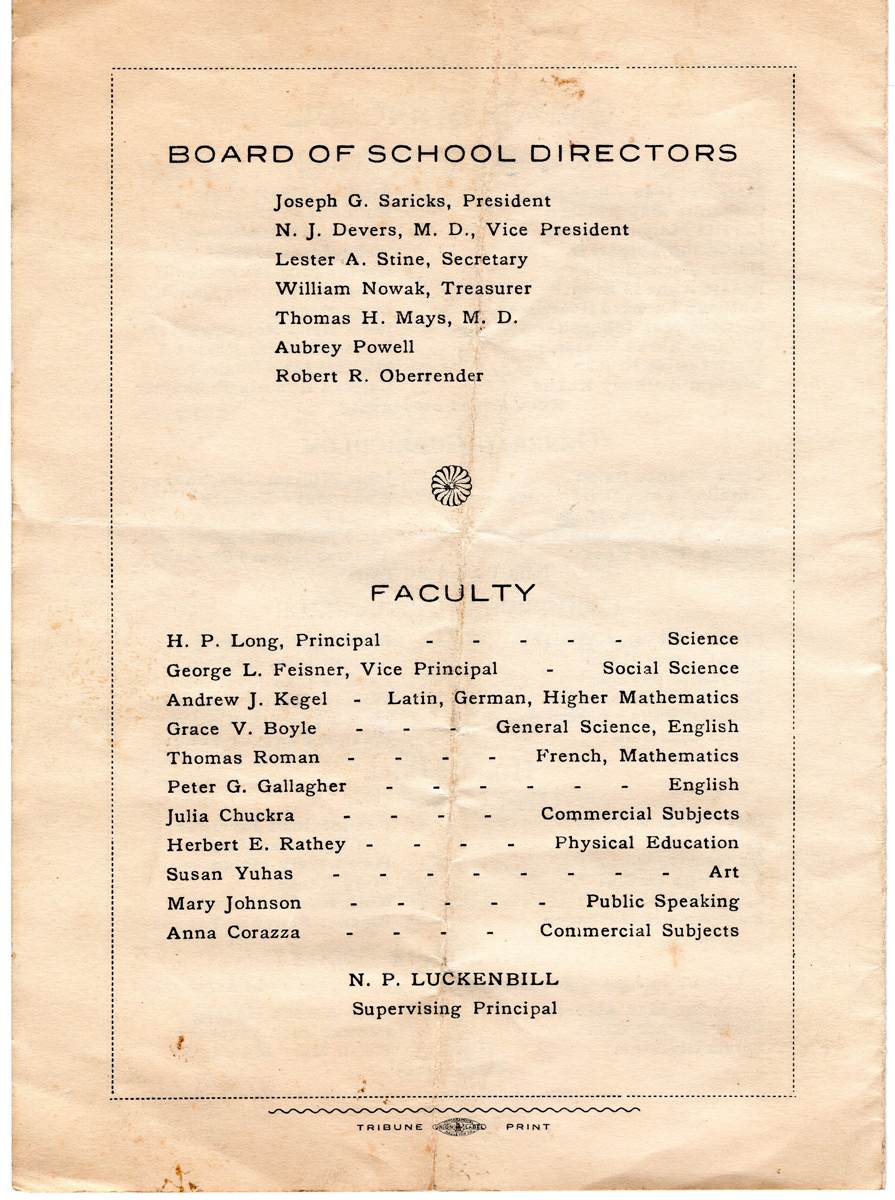 BOARD OF SCHOOL DIRECTORS
Joseph G. Saricks, President
N. J. Devers, M. D., Vice President
Lester A. Stine, Secretary
William Nowak, Treasurer
Thomas H. Mays, M. D.
Aubrey Powell
Robert R. Oberrender
FACULTY
H. P. Long, Principal - - - - - Science
George L. Feisner, Vice Principal - Social Science
Andrew J. Kegel - Latin, German, Higher Mathematics
Grace V. Boyle - - - General Science, English
Thomas Roman - - - - French, Mathematics
Peter G. Gallagher - - - - - - English
Julia Chuckra - - - - Commercial Subjects
Herbert E. Rathey - - - - Physical Education
Susan Yuhas - - - - - - - - Art
Mary Johnson - - - - - Public Speaking
Anna Corazza - - - - Commercial Subjects
N. P. LUCKENBILL
Supervising Principal
TRIBUNE UNION LABEL PRINT